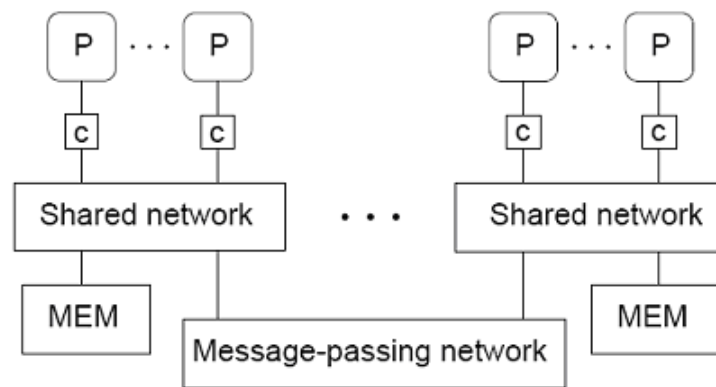 P ... P P ... P
c c c c
Shared network ... Shared network
MEM MEM
Message-passing network